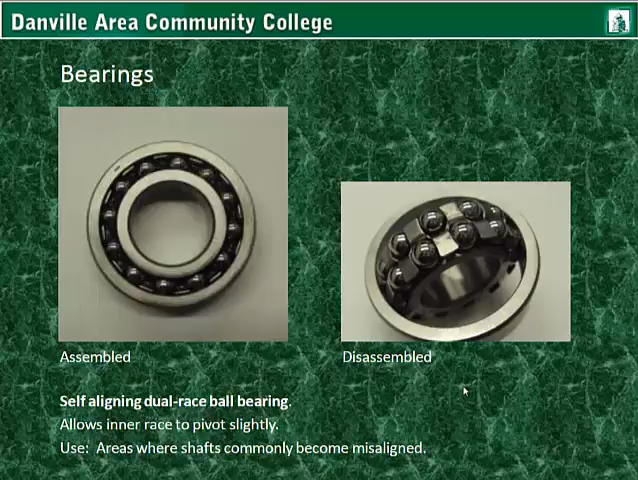 Danville Area Community College
Bearings
Assembled
Disassembled
Self aligning dual-race ball bearing.
Allows inner race to pivot slightly.
Use:  Areas where shafts commonly become misaligned.